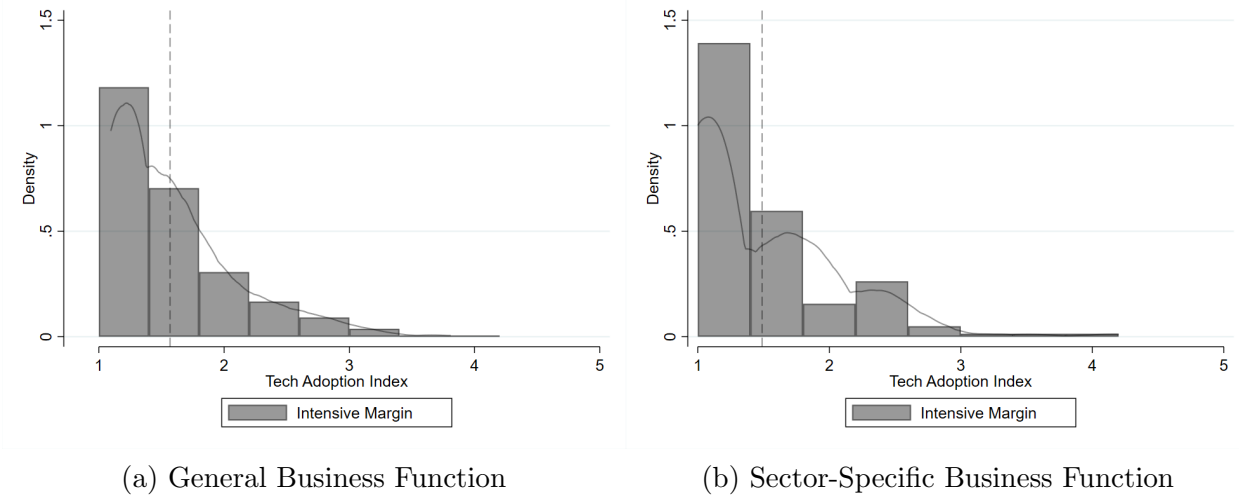 1.5
1
.5
0
Density
1 2 3 4 5
Tech Adoption Index
Intensive Margin
(a) General Business Function
1.5
1
.5
0
Density
1 2 3 4 5
Tech Adoption Index
Intensive Margin
(b) Sector-Specific Business Function